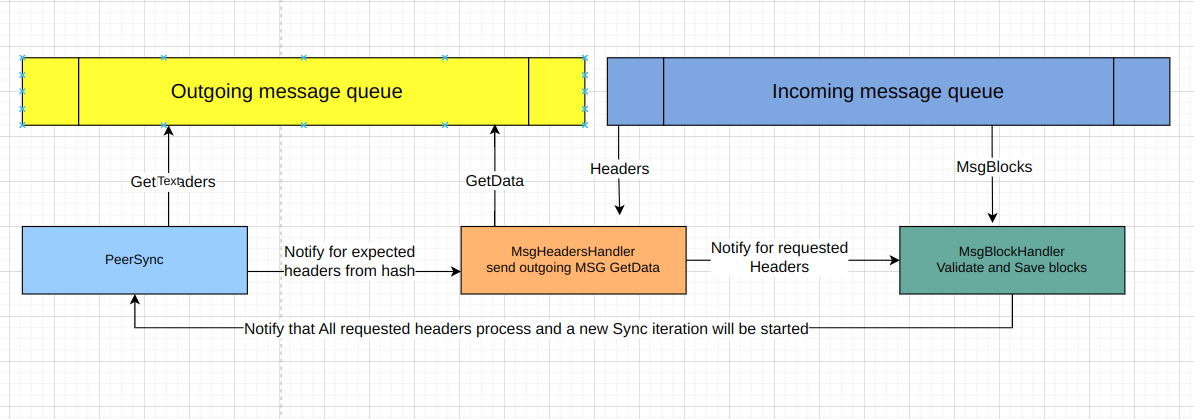 Outgoing message queue
Incoming message queue
Get Text aders
GetData
Headers
MsgBlocks
PeerSync
Notify for expected
headers from hash
MsgHeadersHandler
send outgoing MSG GetData
Notify for requested
Headers
MsgBlockHandler
Validate and Save blocks
Notify that All requested headers process and a new Sync iteration will be started